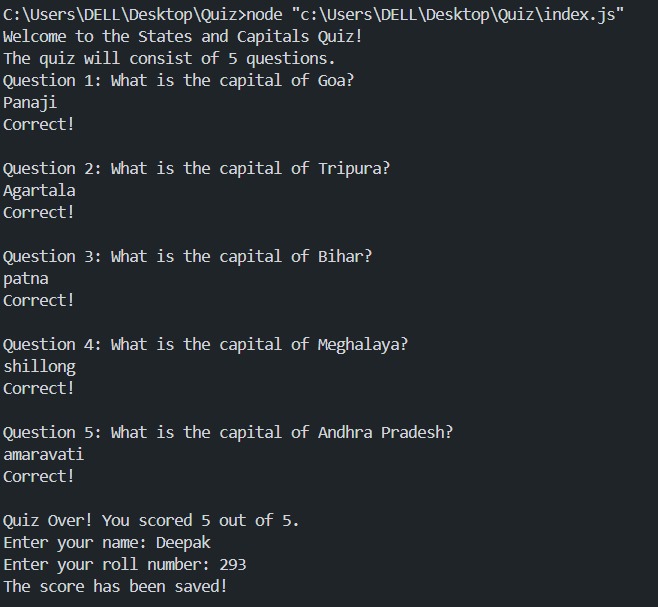 C:\Users\DELL\Desktop\Quiz>node "c:\Users\DELL\Desktop\Quiz\index.js"
Welcome to the States and Capitals Quiz!
The quiz will consist of 5 questions.
Question 1: What is the capital of Goa?
Panaji
Correct!
Question 2: What is the capital of Tripura?
Agartala
Correct!
Question 3: What is the capital of Bihar?
patna
Correct!
Question 4: What is the capital of Meghalaya?
shillong
Correct!
Question 5: What is the capital of Andhra Pradesh?
amaravati
Correct!
Quiz Over! You scored 5 out of 5.
Enter your name: Deepak
Enter your roll number: 293
The score has been saved!